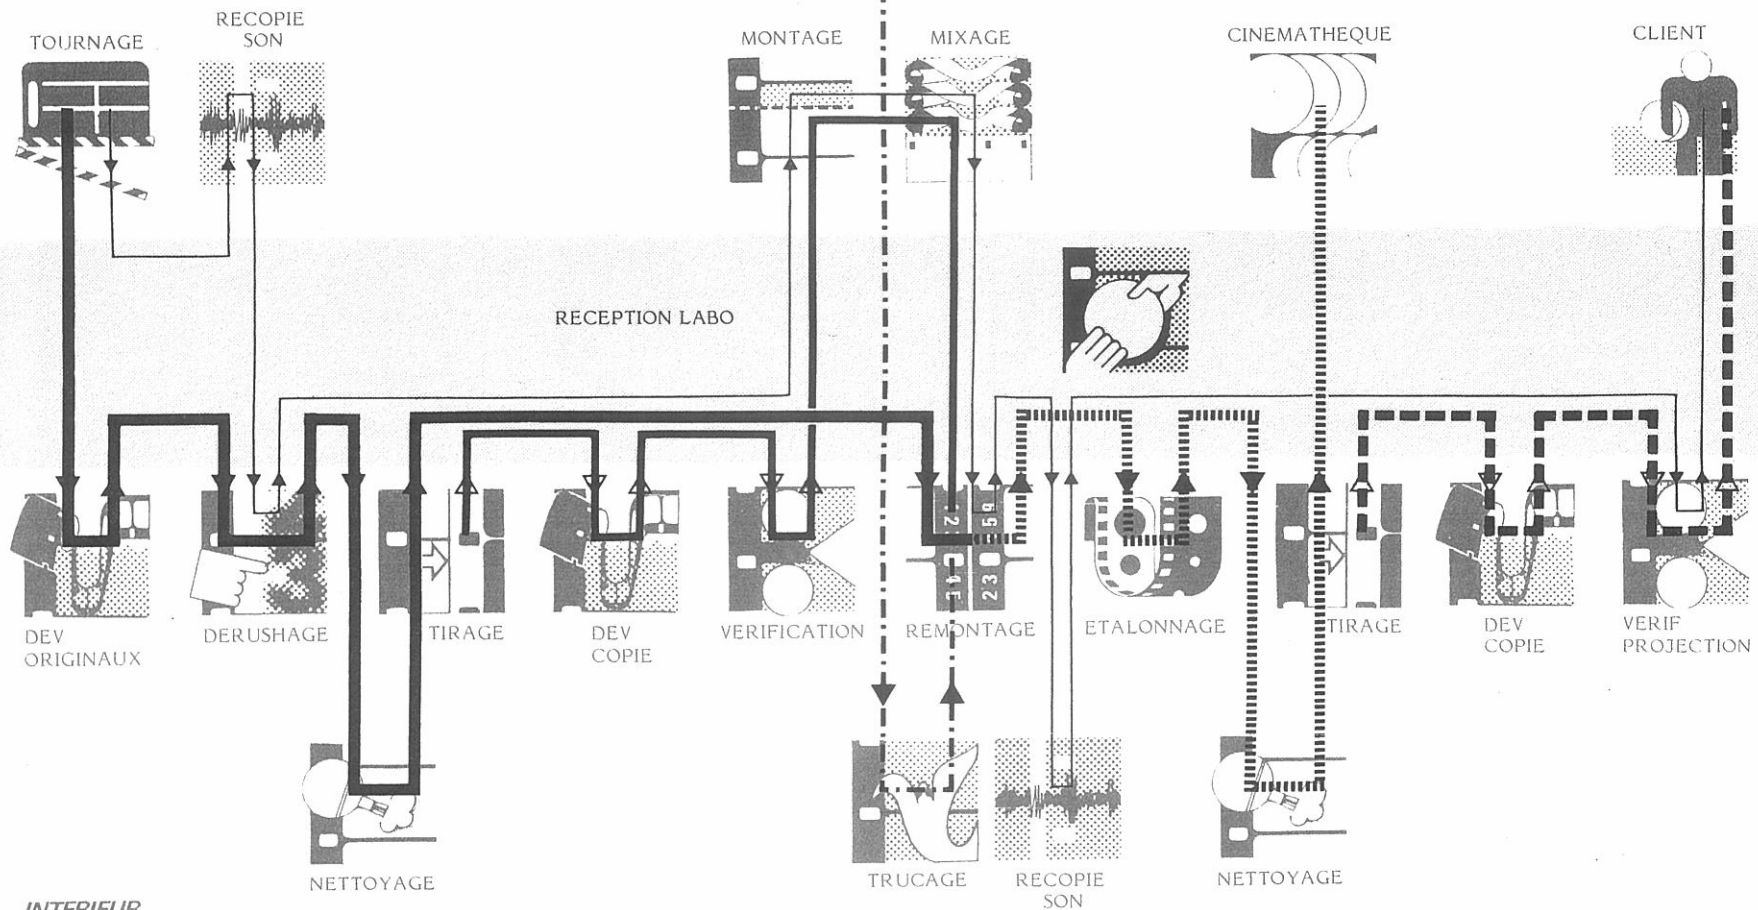 TOURNAGE
RECOPIE
SON
MONTAGE
MIXAGE
CINEMATHEQUE
CLIENT
RECEPTION LABO
DEV
ORIGINAUX
DERUSHAGE
TIRAGE
DEV
COPIE
VERIFICATION
REMONTAGE
ETALONNAGE
TIRAGE
DEV
COPIE
VERIF
PROJECTION
NETTOYAGE
TRUCAGE
RECOPIE
SON
NETTOYAGE
INTERIEUR